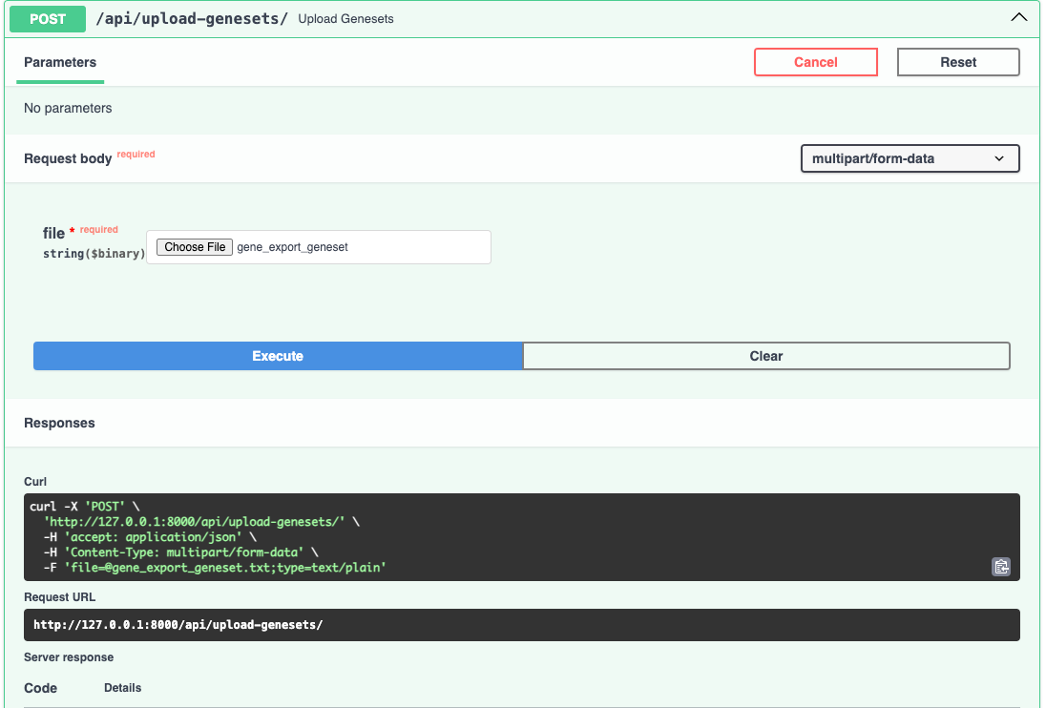 POST /api/upload-genesets/ Upload Genesets
Parameters
Cancel
Reset
No parameters
Request body required
multipart/form-data
file * required
string($binary)
Choose File gene_export_geneset
Execute
Clear
Responses
Curl
curl -X 'POST' \
'http://127.0.0.1:8000/api/upload-genesets/' \
-H 'accept: application/json' \
-H 'Content-Type: multipart/form-data' \
-F 'file=@gene_export_geneset.txt;type=text/plain'
Request URL
http://127.0.0.1:8000/api/upload-genesets/
Server response
Code Details